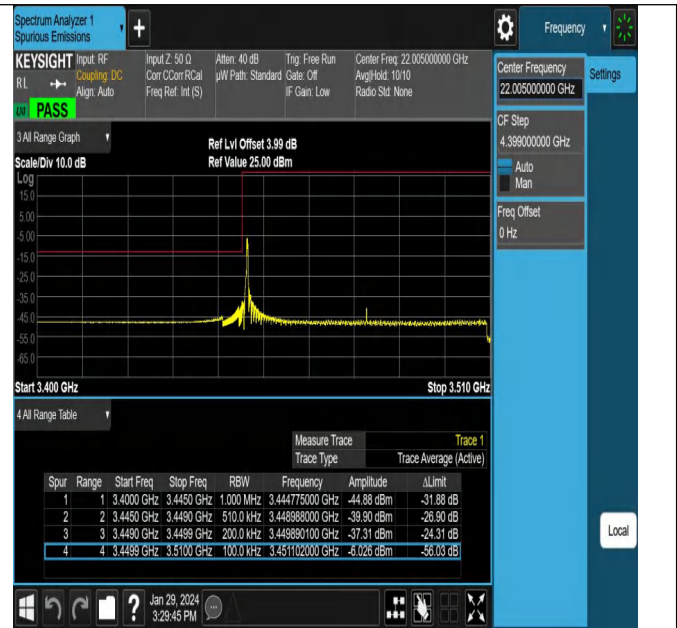 Spectrum Analyzer 1
Spurious Emissions
Frequency
KEYSIGHT
RL
PASS
Input: RF
Coupling: DC
Align: Auto
Input Z: 50 Ω
Corr CCorr RCal
Freq Ref: Int (S)
Atten: 40 dB
µW Path: Standard
Trig: Free Run
Gate: Off
IF Gain: Low
Center Freq: 22.005000000 GHz
Avg|Hold: 10/10
Radio Std: None
Center Frequency
22.005000000 GHz
Settings
CF Step
4.399000000 GHz
Auto
Man
Freq Offset
0 Hz
3 All Range Graph
Scale/Div 10.0 dB
Ref Lvl Offset 3.99 dB
Ref Value 25.00 dBm
Log
15.0
5.00
-5.00
-15.0
-25.0
-35.0
-45.0
-55.0
-65.0
Start 3.400 GHz
Stop 3.510 GHz
4 All Range Table
Measure Trace Trace 1
Trace Type Trace Average (Active)
Spur Range Start Freq Stop Freq RBW Frequency Amplitude ΔLimit
1 1 3.4000 GHz 3.4450 GHz 1.000 MHz 3.444775000 GHz -44.88 dBm -31.88 dB
2 2 3.4450 GHz 3.4490 GHz 510.0 kHz 3.448988000 GHz -39.90 dBm -26.90 dB
3 3 3.4490 GHz 3.4499 GHz 200.0 kHz 3.449890100 GHz -37.31 dBm -24.31 dB
4 4 3.4499 GHz 3.5100 GHz 100.0 kHz 3.451102000 GHz -6.026 dBm -56.03 dB
Local
Jan 29, 2024
3:29:45 PM